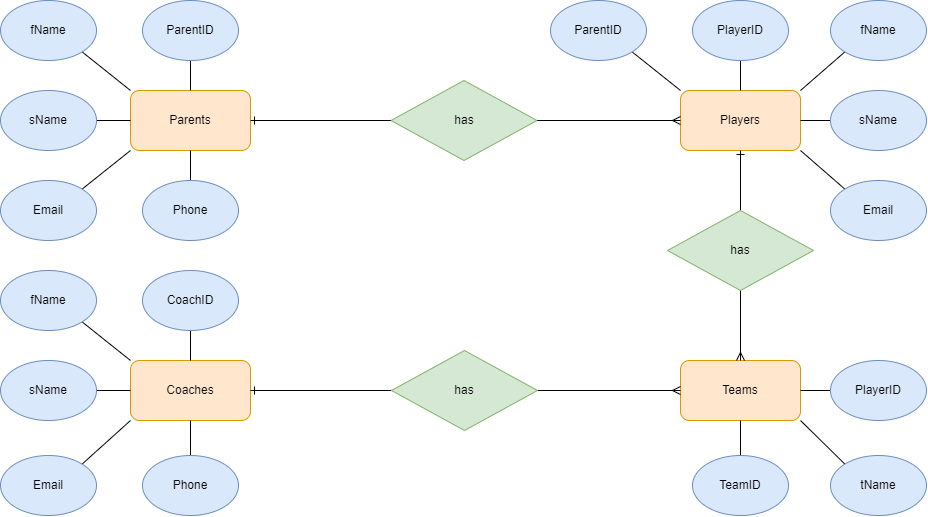 fName
ParentID
ParentID
PlayerID
fName
sName
Parents
has
Players
sName
Email
Phone
Email
has
fName
CoachID
sName
Coaches
has
Teams
PlayerID
Email
Phone
TeamID
tName